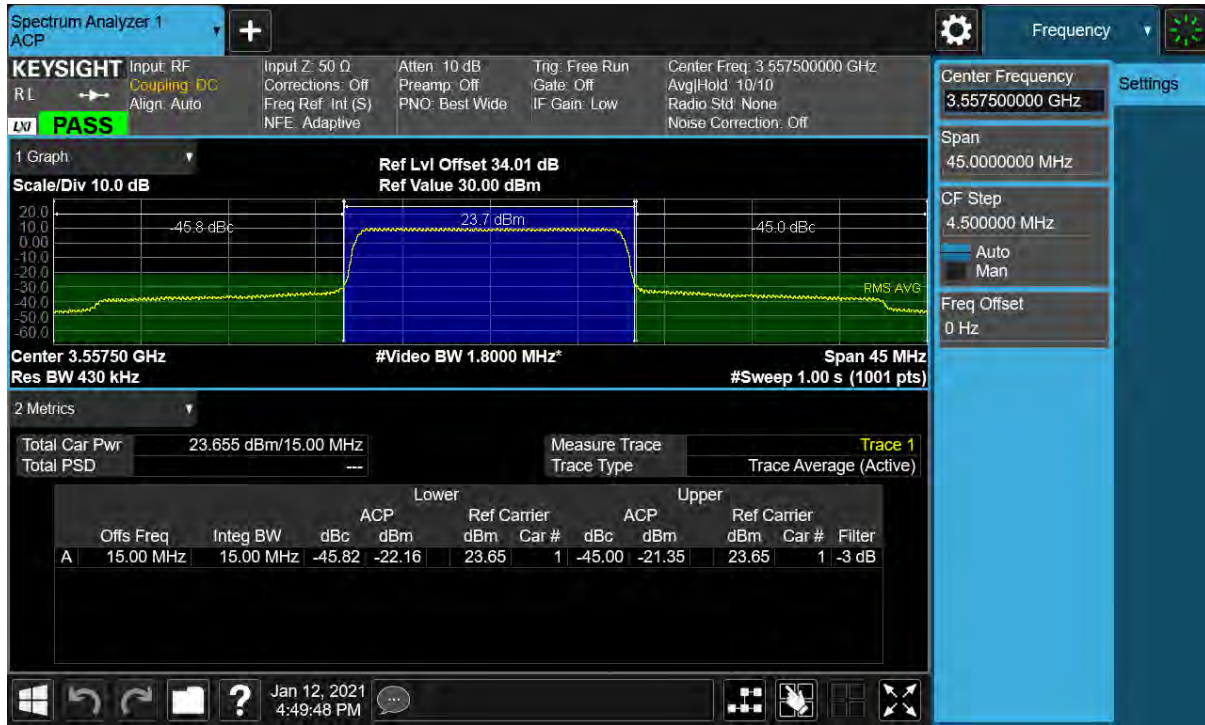 Spectrum Analyzer 1
ACP
Frequency
KEYSIGHT Input: RF Input Z: 50 Ω Atten: 10 dB Trig: Free Run Center Freq: 3.557500000 GHz
RL Coupling: DC Corrections: Off Preamp: Off Gate: Off Avg|Hold: 10/10
Align: Auto Freq Ref: Int (S) PNO: Best Wide IF Gain: Low Radio Std: None
LXI PASS NFE: Adaptive Noise Correction: Off
Center Frequency
3.557500000 GHz
Settings
Span
45.0000000 MHz
CF Step
4.500000 MHz
Auto
Man
Freq Offset
0 Hz
1 Graph
Ref Lvl Offset 34.01 dB
Scale/Div 10.0 dB Ref Value 30.00 dBm
20.0
10.0 -45.8 dBc 23.7 dBm -45.0 dBc
0.00
-10.0
-20.0
-30.0 RMS AVG
-40.0
-50.0
-60.0
Center 3.55750 GHz #Video BW 1.8000 MHz* Span 45 MHz
Res BW 430 kHz #Sweep 1.00 s (1001 pts)
2 Metrics
Total Car Pwr 23.655 dBm/15.00 MHz Measure Trace Trace 1
Total PSD --- Trace Type Trace Average (Active)
Lower Upper
ACP Ref Carrier ACP Ref Carrier
Offs Freq Integ BW dBc dBm dBm Car # dBc dBm dBm Car # Filter
A 15.00 MHz 15.00 MHz -45.82 -22.16 23.65 1 -45.00 -21.35 23.65 1 -3 dB
? Jan 12, 2021
4:49:48 PM